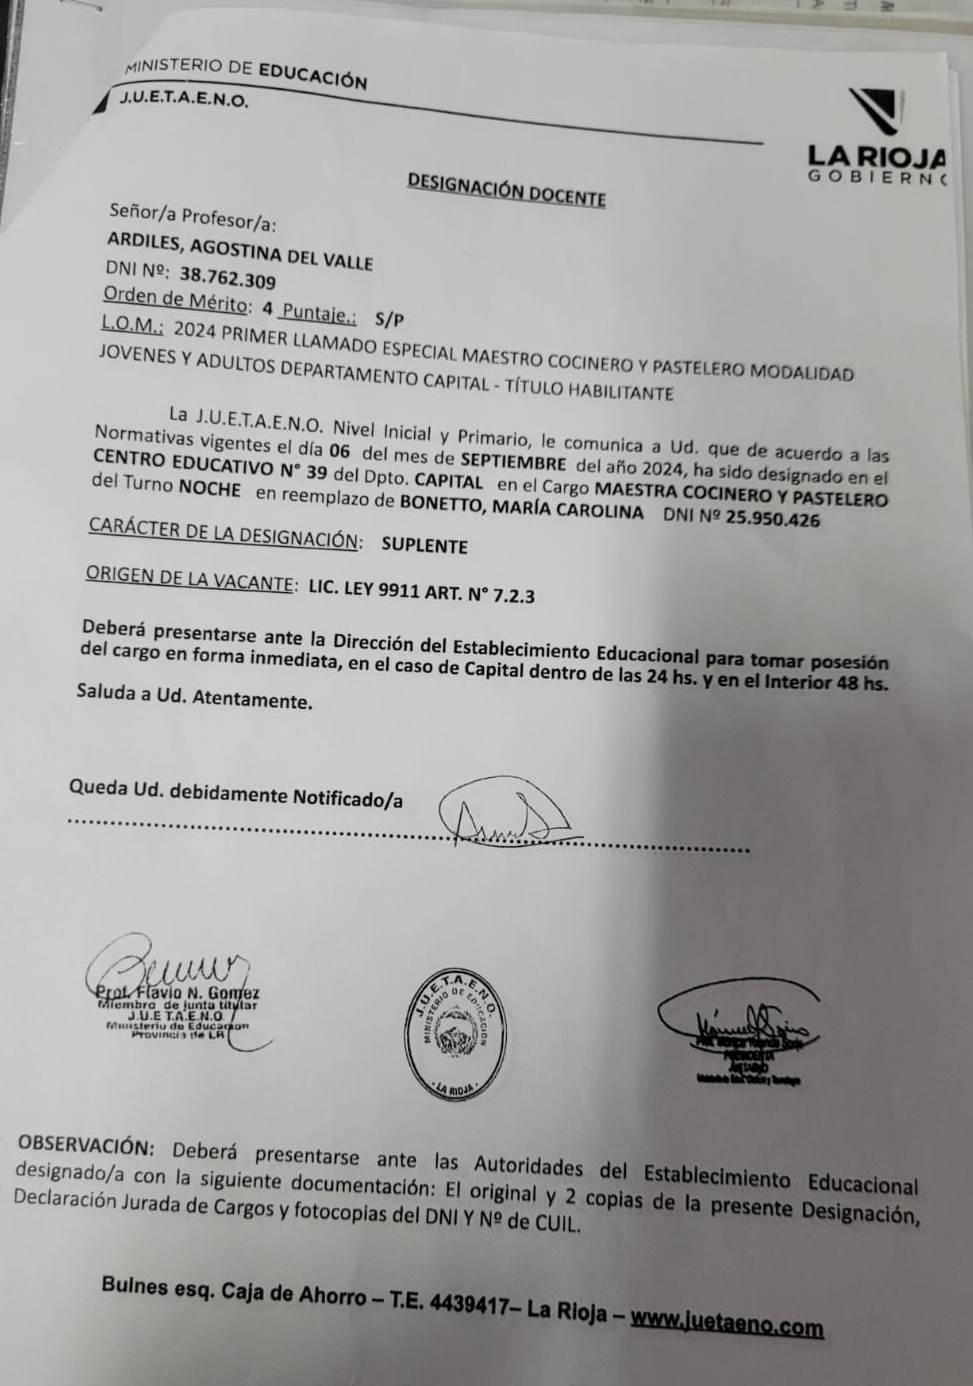 MINISTERIO DE EDUCACIÓN
J.U.E.T.A.E.N.O.
LA RIOJA
GOBIERNO
DESIGNACIÓN DOCENTE
Señor/a Profesor/a:
ARDILES, AGOSTINA DEL VALLE
DNI Nº: 38.762.309
Orden de Mérito: 4 Puntaje.: S/P
L.O.M.: 2024 PRIMER LLAMADO ESPECIAL MAESTRO COCINERO Y PASTELERO MODALIDAD
JOVENES Y ADULTOS DEPARTAMENTO CAPITAL - TÍTULO HABILITANTE
La J.U.E.T.A.E.N.O. Nivel Inicial y Primario, le comunica a Ud. que de acuerdo a las
Normativas vigentes el día 06 del mes de SEPTIEMBRE del año 2024, ha sido designado en el
CENTRO EDUCATIVO N° 39 del Dpto. CAPITAL en el Cargo MAESTRA COCINERO Y PASTELERO
del Turno NOCHE en reemplazo de BONETTO, MARÍA CAROLINA DNI Nº 25.950.426
CARÁCTER DE LA DESIGNACIÓN: SUPLENTE
ORIGEN DE LA VACANTE: LIC. LEY 9911 ART. N° 7.2.3
Deberá presentarse ante la Dirección del Establecimiento Educacional para tomar posesión
del cargo en forma inmediata, en el caso de Capital dentro de las 24 hs. y en el Interior 48 hs.
Saluda a Ud. Atentamente.
Queda Ud. debidamente Notificado/a
Prof. Flavio N. Gomez
Miembro de junta titular
J.U.E T.A.E.N.O
Ministerio de Educacion
Provincia de LR
J.U.E.T.A.E.N.O.
MINISTERIO DE EDUCACION
LA RIOJA
PRESIDENTA
OBSERVACIÓN: Deberá presentarse ante las Autoridades del Establecimiento Educacional
designado/a con la siguiente documentación: El original y 2 copias de la presente Designación,
Declaración Jurada de Cargos y fotocopias del DNI Y Nº de CUIL.
Bulnes esq. Caja de Ahorro – T.E. 4439417– La Rioja – www.juetaeno.com